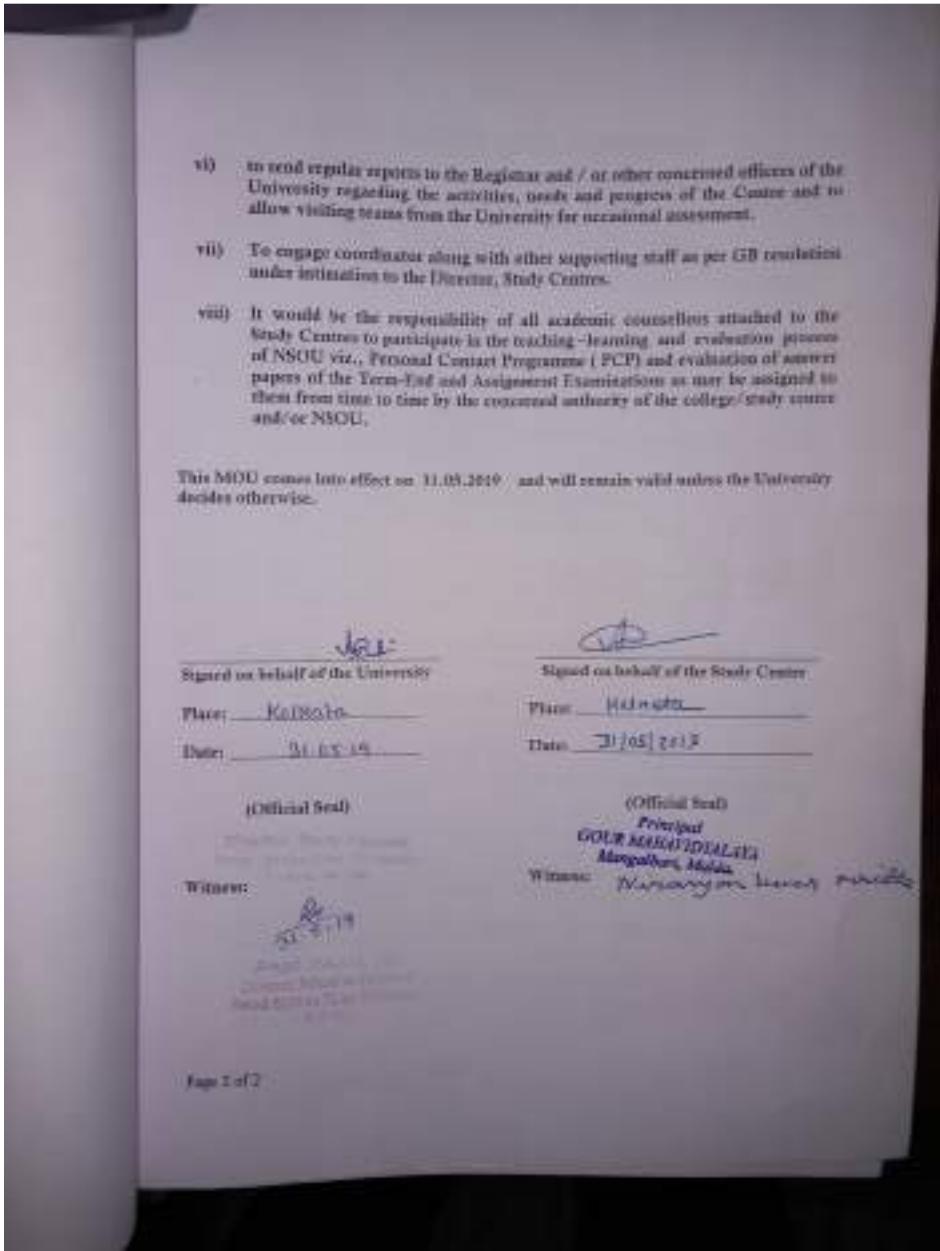 vi) to send regular reports to the Registrar and / or other concerned officers of the
University regarding the activities, needs and progress of the Centre and to
allow visiting teams from the University for occasional assessment.
vii) To engage coordinator along with other supporting staff as per GB resolution
under intimation to the Director, Study Centres.
viii) It would be the responsibility of all academic counsellors attached to the
Study Centres to participate in the teaching-learning and evaluation process
of NSOU viz., Personal Contact Programme ( PCP) and evaluation of answer
papers of the Term-End and Assignment Examinations as may be assigned to
them from time to time by the concerned authority of the college/study centre
and/or NSOU.
This MOU comes into effect on 31.05.2019 and will remain valid unless the University
decides otherwise.
Signed on behalf of the University
Signed on behalf of the Study Centre
Place: Kolkata
Place
Date: 31.05.19
Date: 31/05/
(Official Seal)
(Official Seal)
Principal
GOUR MAHAVIDYALAYA
Mangalbari, Malda
Witness:
Witness:
Page 2 of 2